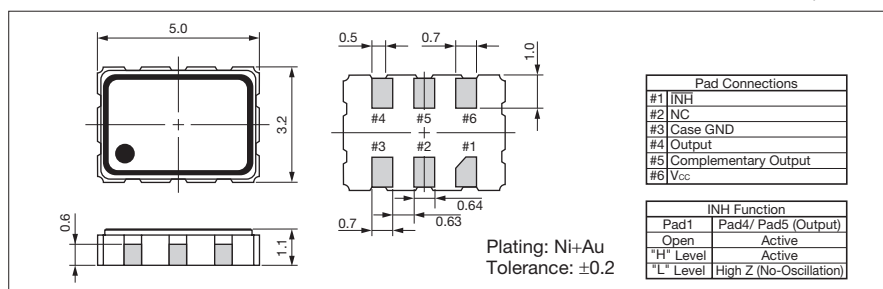 5.0
3.2
0.6
1.1
0.5
0.7
1.0
#4
#5
#6
#3
#2
#1
0.64
0.63
0.7
Plating: Ni+Au
Tolerance: ±0.2
Pad Connections
#1 I̅N̅H̅
#2 NC
#3 Case GND
#4 Output
#5 Complementary Output
#6 Vcc
INH Function
Pad1 Pad4/ Pad5 (Output)
Open Active
"H" Level Active
"L" Level High Z (No-Oscillation)